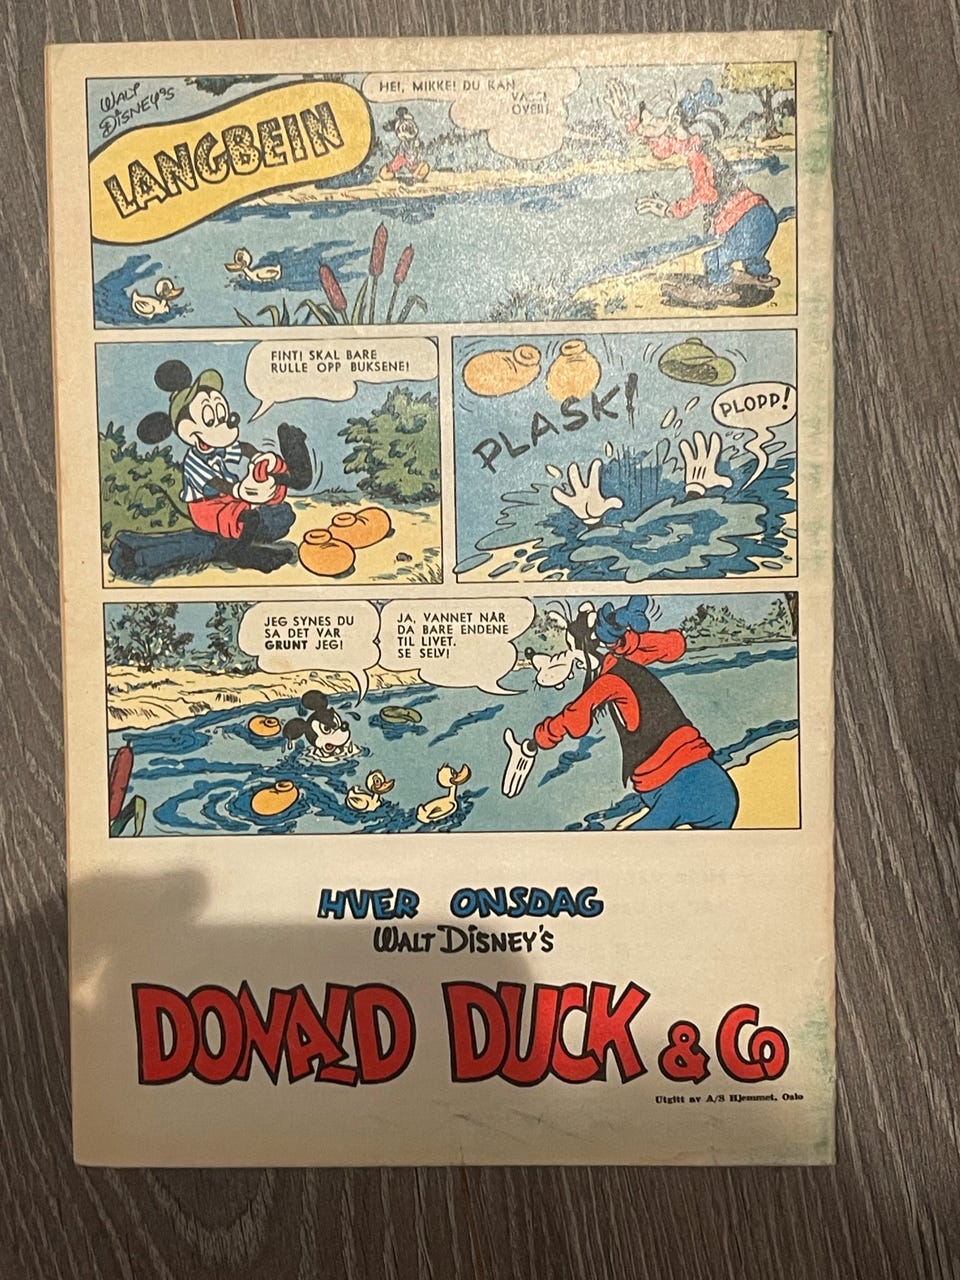 WALT
DISNEY'S
LANGBEIN
HEI, MIKKE! DU KAN
OVER!
FINT! SKAL BARE
RULLE OPP BUKSENE!
PLASK!
PLOPP!
JEG SYNES DU
SA DET VAR
GRUNT JEG!
JA, VANNET NÅR
DA BARE ENDENE
TIL LIVET.
SE SELV!
HVER ONSDAG
WALT DISNEY'S
DONALD DUCK & Co
Utgitt av A/S Hjemmet, Oslo